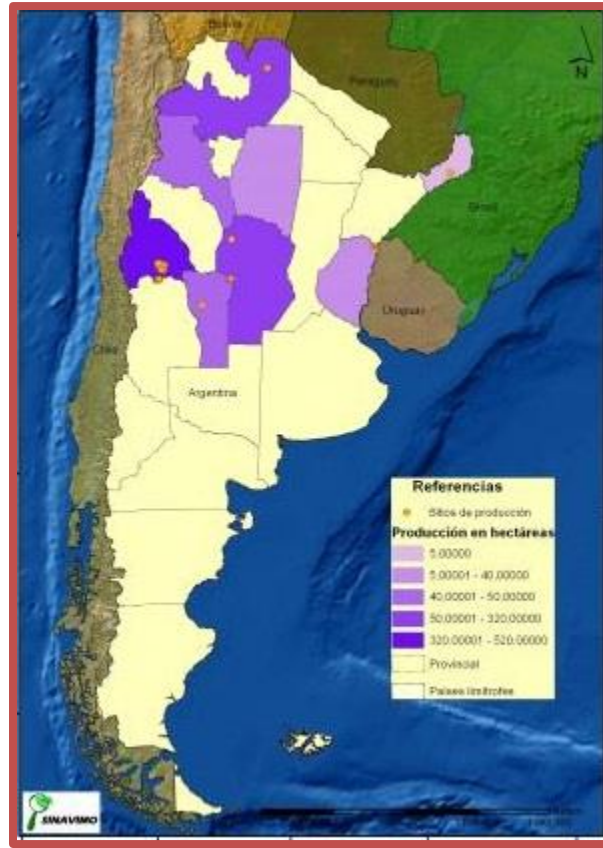 Bolivia
Paraguay
N
Brasil
Uruguay
Chile
Argentina
Referencias
Sitios de producción
Producción en hectáreas
5,00000
5,00001 - 40,00000
40,00001 - 50,00000
50,00001 - 320,00000
320,00001 - 520,00000
Provincial
Países limítrofes
SINAVIMO